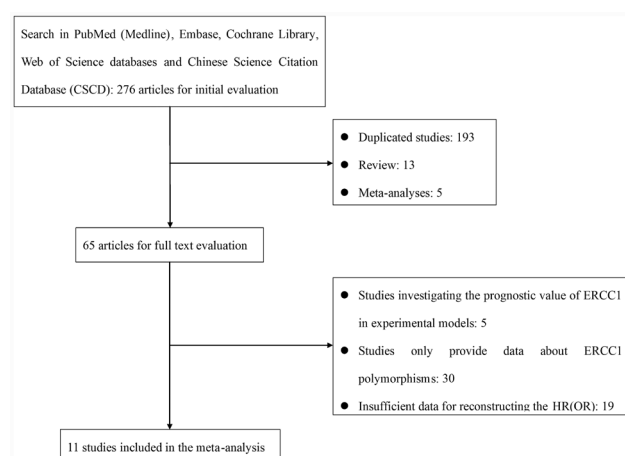 Search in PubMed (Medline), Embase, Cochrane Library,
Web of Science databases and Chinese Science Citation
Database (CSCD): 276 articles for initial evaluation
● Duplicated studies: 193
● Review: 13
● Meta-analyses: 5
65 articles for full text evaluation
● Studies investigating the prognostic value of ERCC1
in experimental models: 5
● Studies only provide data about ERCC1
polymorphisms: 30
● Insufficient data for reconstructing the HR(OR): 19
11 studies included in the meta-analysis